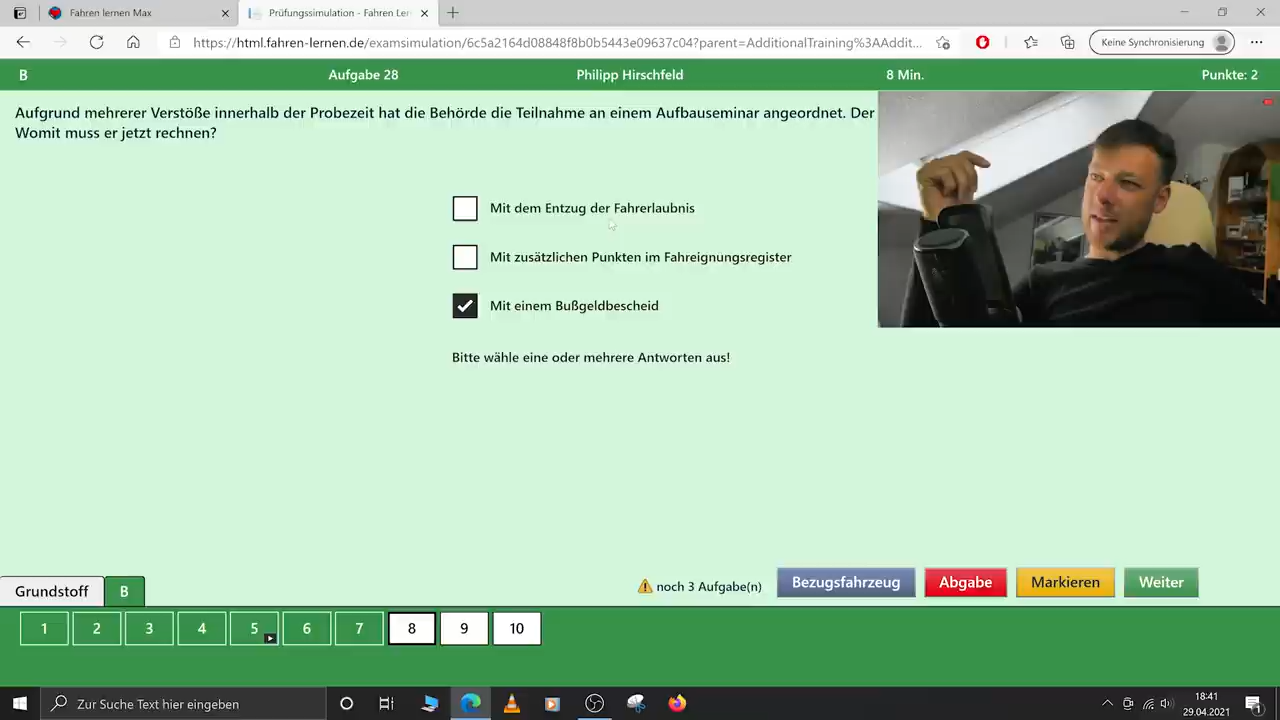 Fahren lernen Max
Prüfungssimulation - Fahren Ler
https://html.fahren-lernen.de/examsimulation/6c5a2164d08848f8b0b5443e09637c04?parent=AdditionalTraining%3AAddit...
Keine Synchronisierung
B
Aufgabe 28
Philipp Hirschfeld
8 Min.
Punkte: 2
Aufgrund mehrerer Verstöße innerhalb der Probezeit hat die Behörde die Teilnahme an einem Aufbauseminar angeordnet. Der
Womit muss er jetzt rechnen?
Mit dem Entzug der Fahrerlaubnis
Mit zusätzlichen Punkten im Fahreignungsregister
Mit einem Bußgeldbescheid
Bitte wähle eine oder mehrere Antworten aus!
Grundstoff
B
noch 3 Aufgabe(n)
Bezugsfahrzeug
Abgabe
Markieren
Weiter
1 2 3 4 5 6 7 8 9 10
Zur Suche Text hier eingeben
18:41
29.04.2021